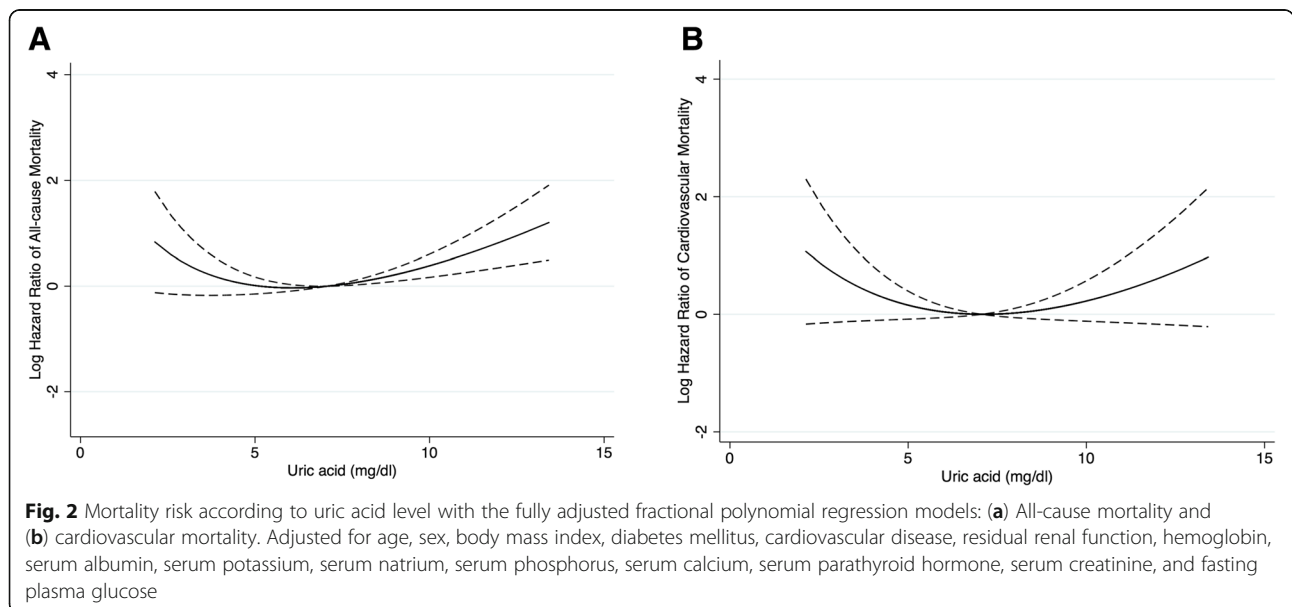 A
4
2
0
-2
Log Hazard Ratio of All-cause Mortality
0
5
10
15
Uric acid (mg/dl)
B
4
2
0
-2
Log Hazard Ratio of Cardiovascular Mortality
0
5
10
15
Uric acid (mg/dl)
Fig. 2 Mortality risk according to uric acid level with the fully adjusted fractional polynomial regression models: (a) All-cause mortality and
(b) cardiovascular mortality. Adjusted for age, sex, body mass index, diabetes mellitus, cardiovascular disease, residual renal function, hemoglobin,
serum albumin, serum potassium, serum natrium, serum phosphorus, serum calcium, serum parathyroid hormone, serum creatinine, and fasting
plasma glucose